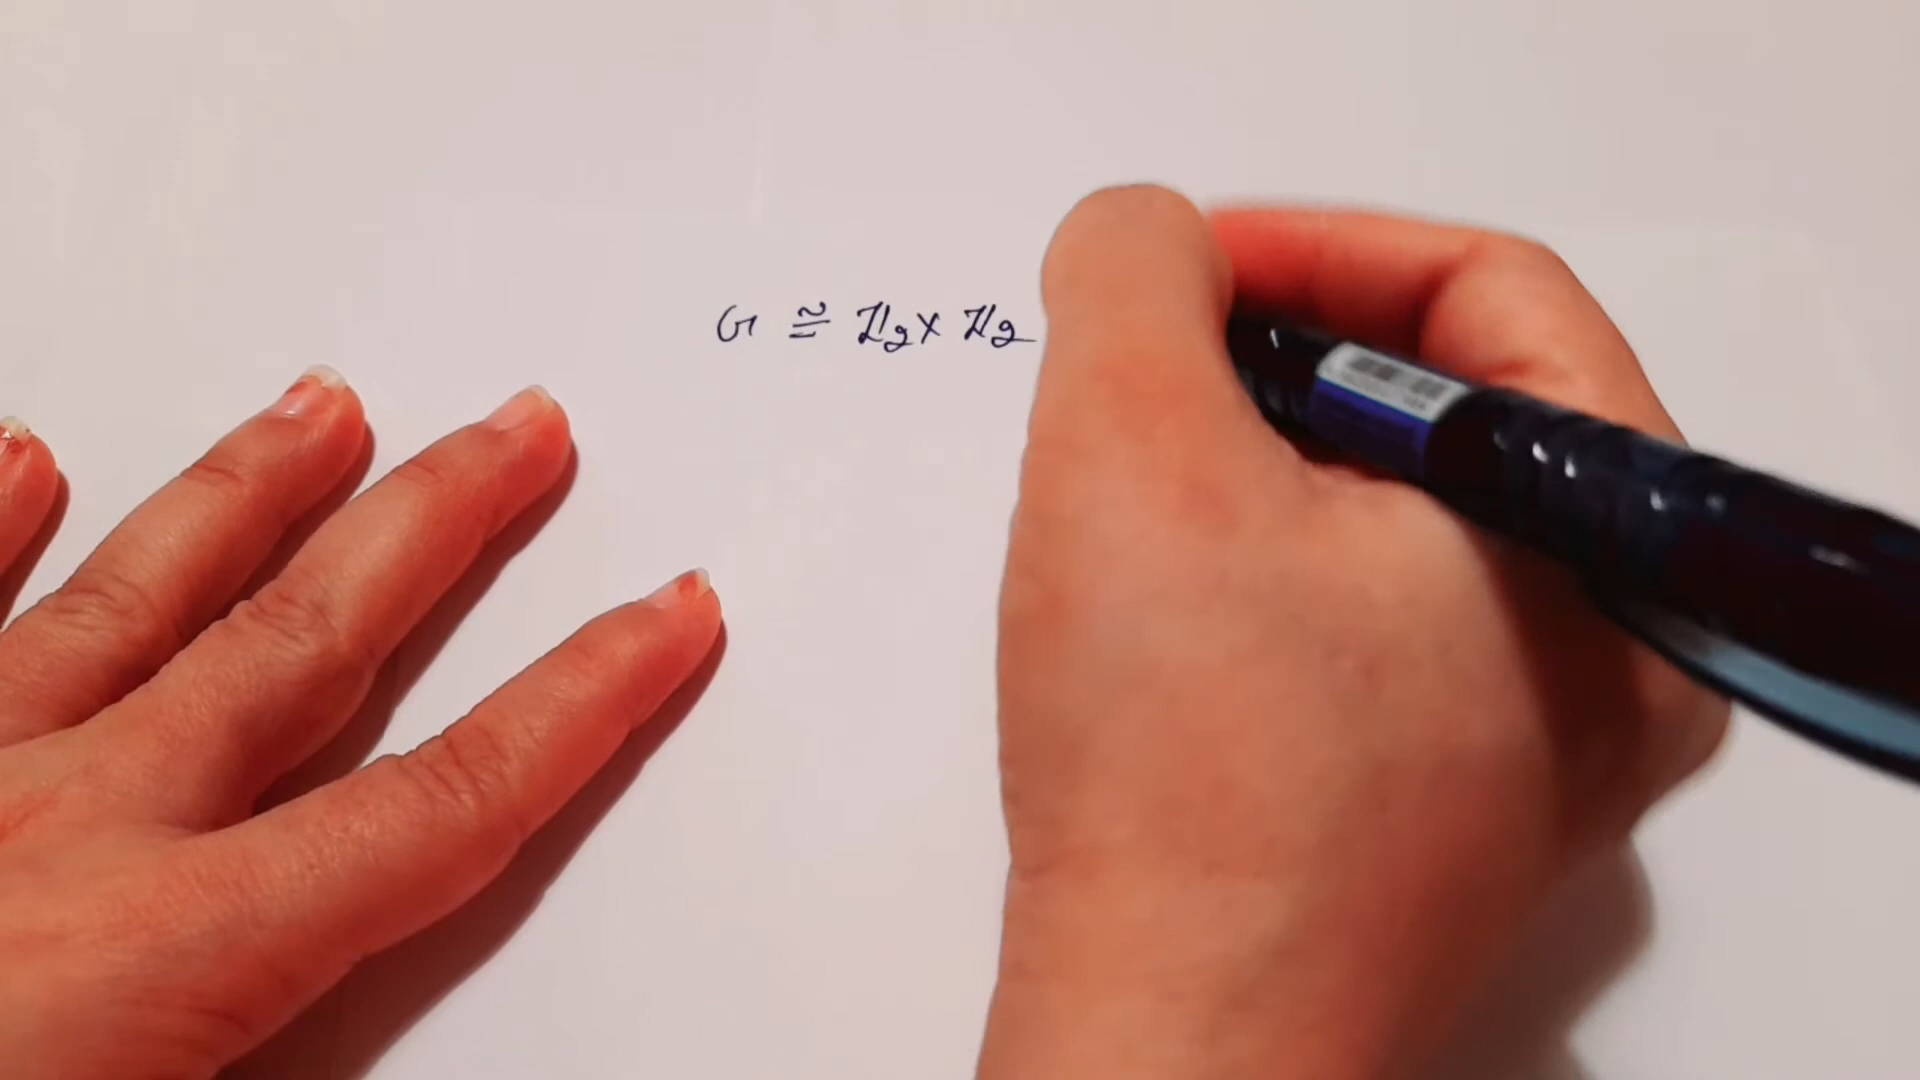 G ≅ ℤ₂ × ℤ₂